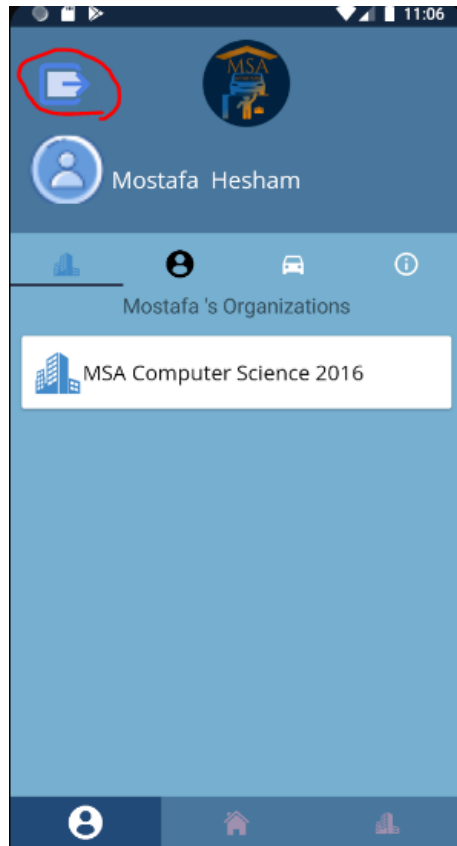 11:06
MSA
Mostafa Hesham
Mostafa 's Organizations
MSA Computer Science 2016